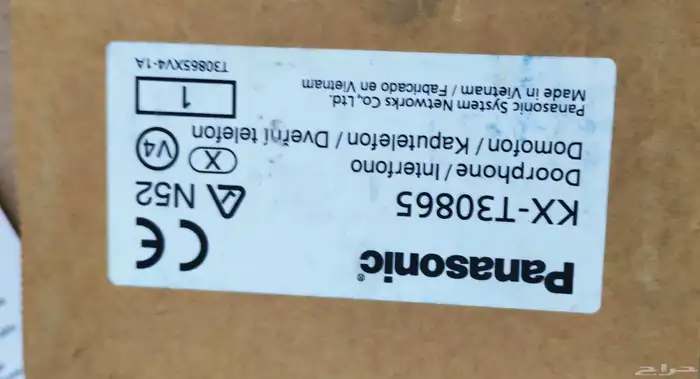 Panasonic®
CE
KX-T30865
N52
Doorphone / Interfono
X
Domofon / Kaputelefon / Dveřní telefon
V4
Panasonic System Networks Co., Ltd.
Made in Vietnam / Fabricado en Vietnam
1
T30865XV4-1A
حراج